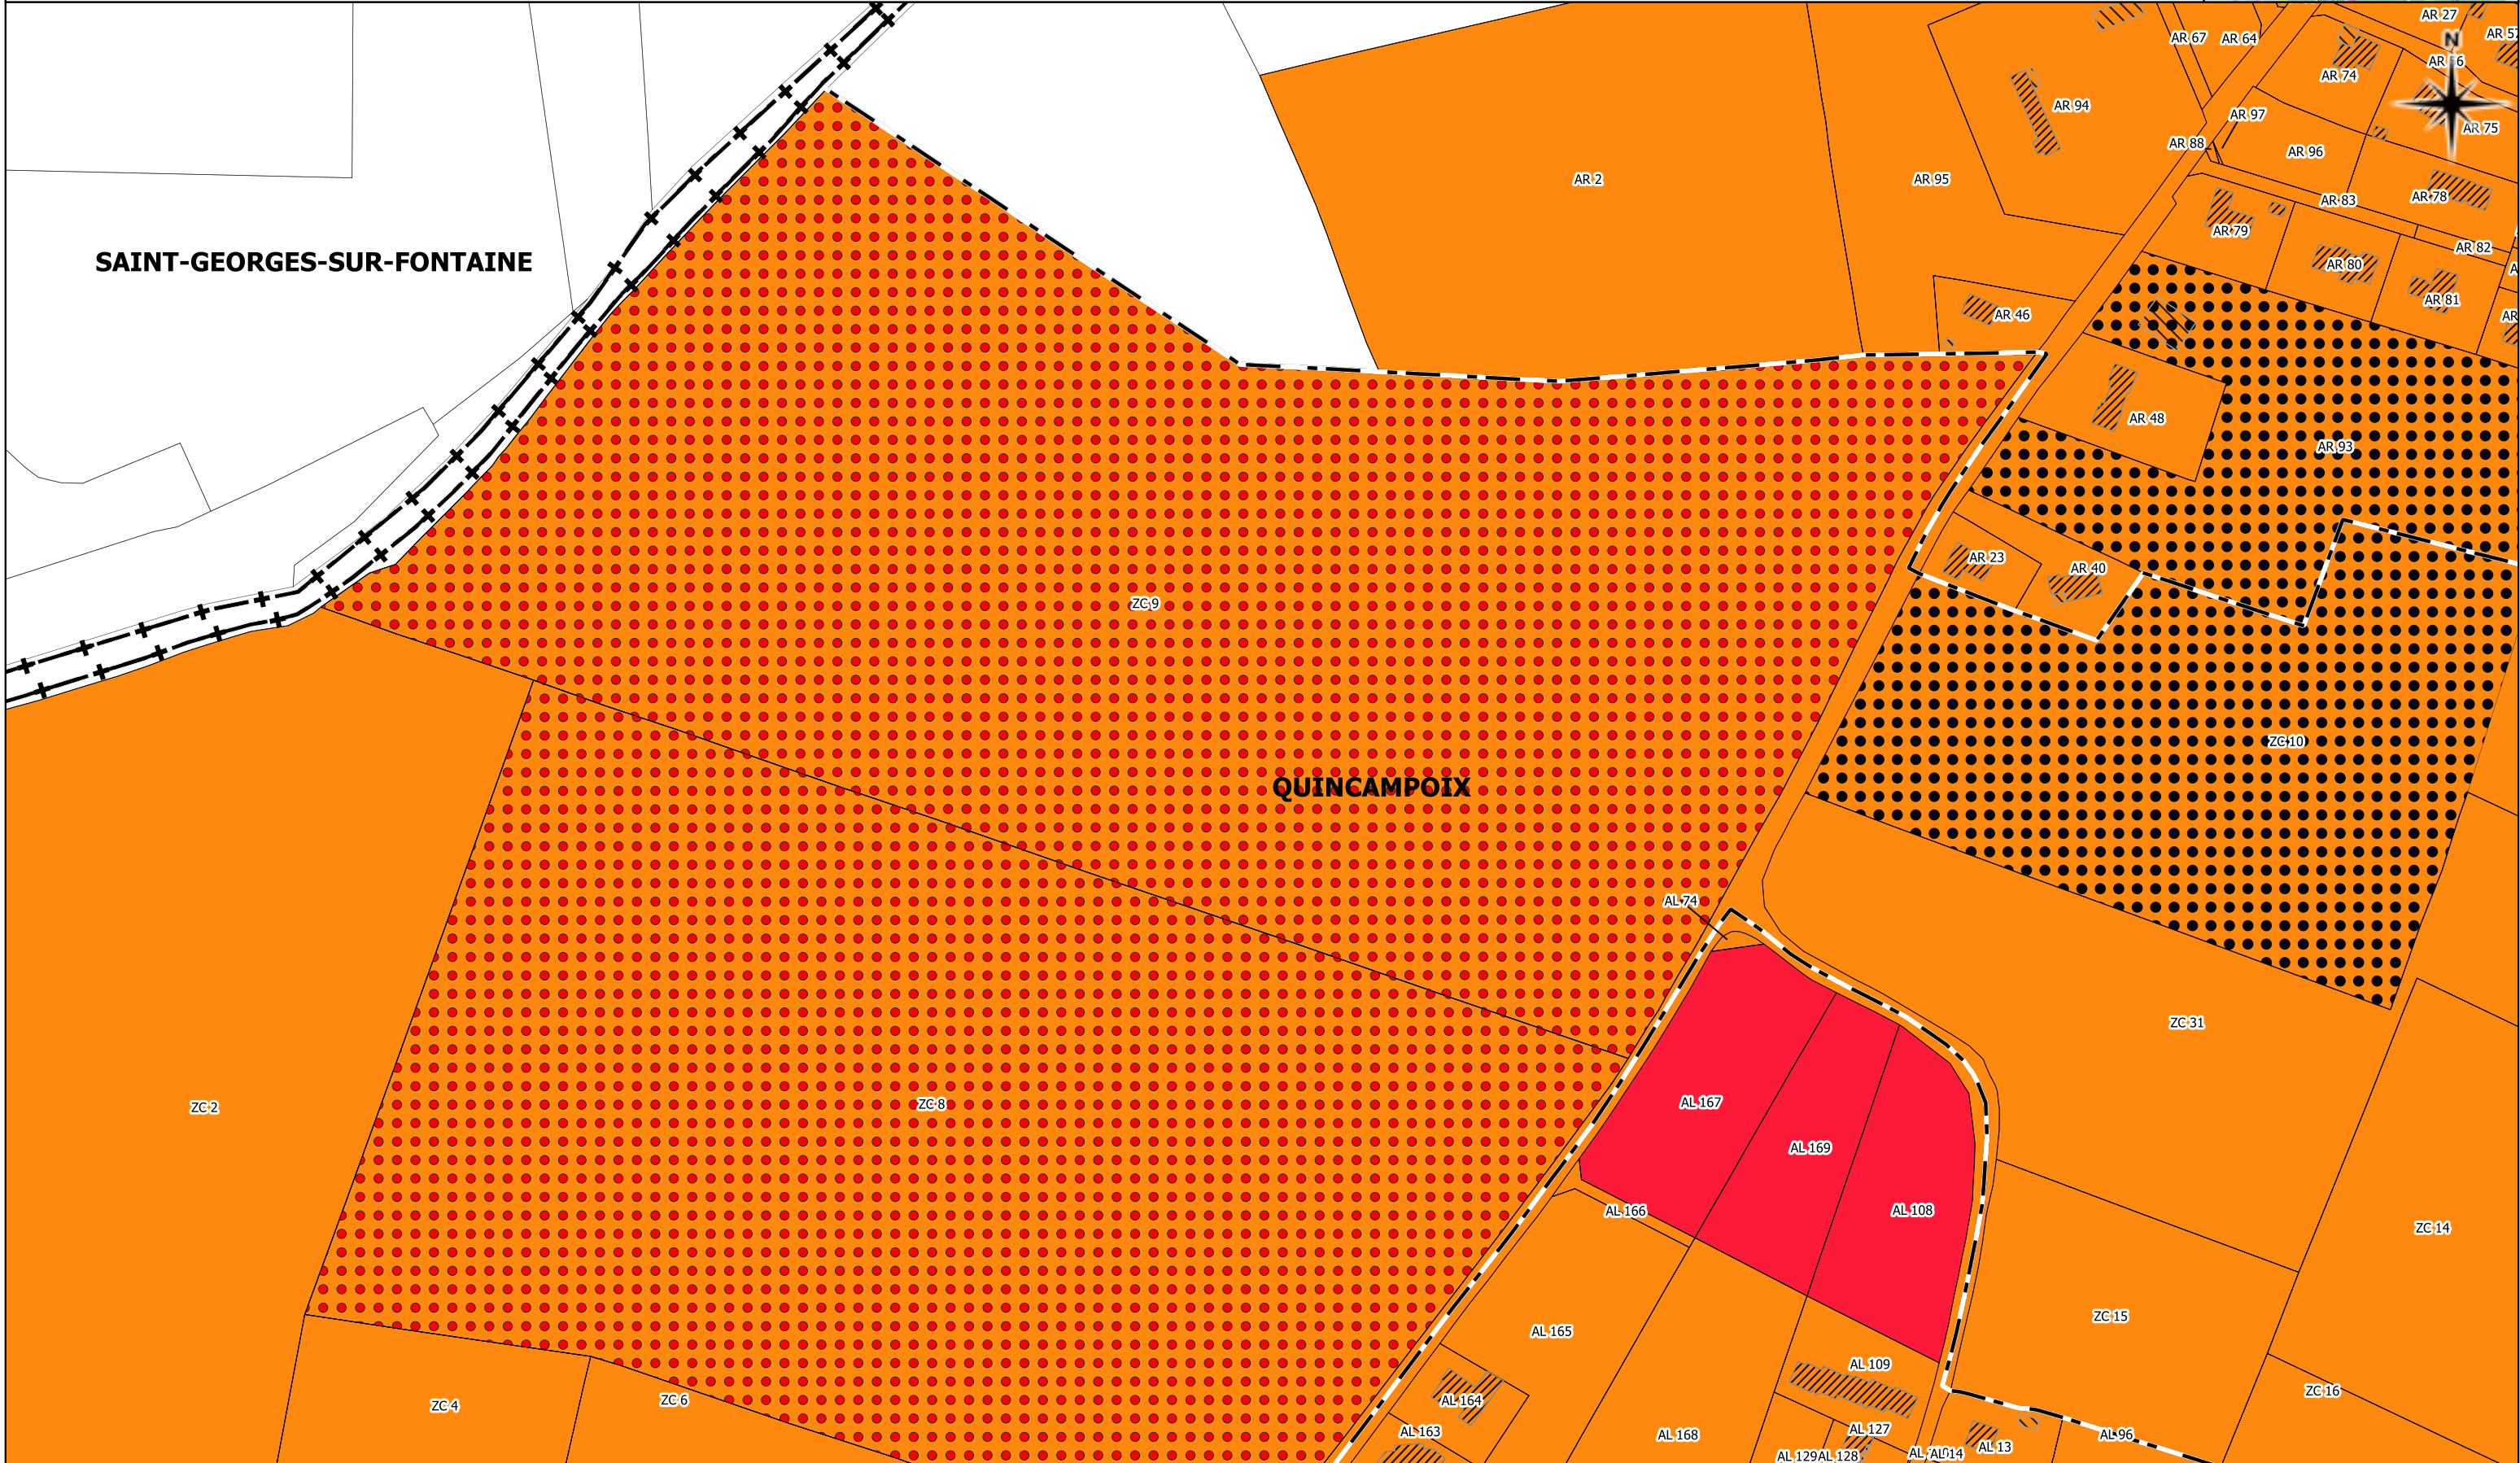 AR 27
AR 67
AR 64
N
AR 74
AR 94
AR 97
AR 75
AR 88
AR 96
AR 2
AR 95
AR 78
AR 83
AR 79
AR 82
SAINT-GEORGES-SUR-FONTAINE
AR 80
AR 81
AR 46
AR 48
AR 93
AR 23
AR 40
ZC 9
ZC 10
QUINCAMPOIX
AL 74
ZC 31
AL 167
ZC 8
ZC 2
AL 169
AL 166
AL 108
ZC 14
ZC 15
AL 165
AL 109
ZC 16
AL 164
ZC 6
ZC 4
AL 163
AL 127
AL 168
AL 96
AL 13
AL 129
AL 128